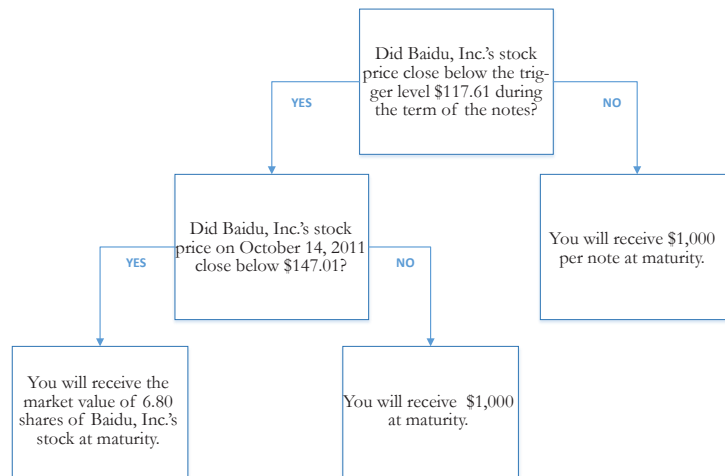 Did Baidu, Inc.'s stock
price close below the trig-
ger level $117.61 during
the term of the notes?
YES
NO
Did Baidu, Inc.'s stock
price on October 14, 2011
close below $147.01?
You will receive $1,000
per note at maturity.
YES
NO
You will receive the
market value of 6.80
shares of Baidu, Inc.'s
stock at maturity.
You will receive $1,000
at maturity.